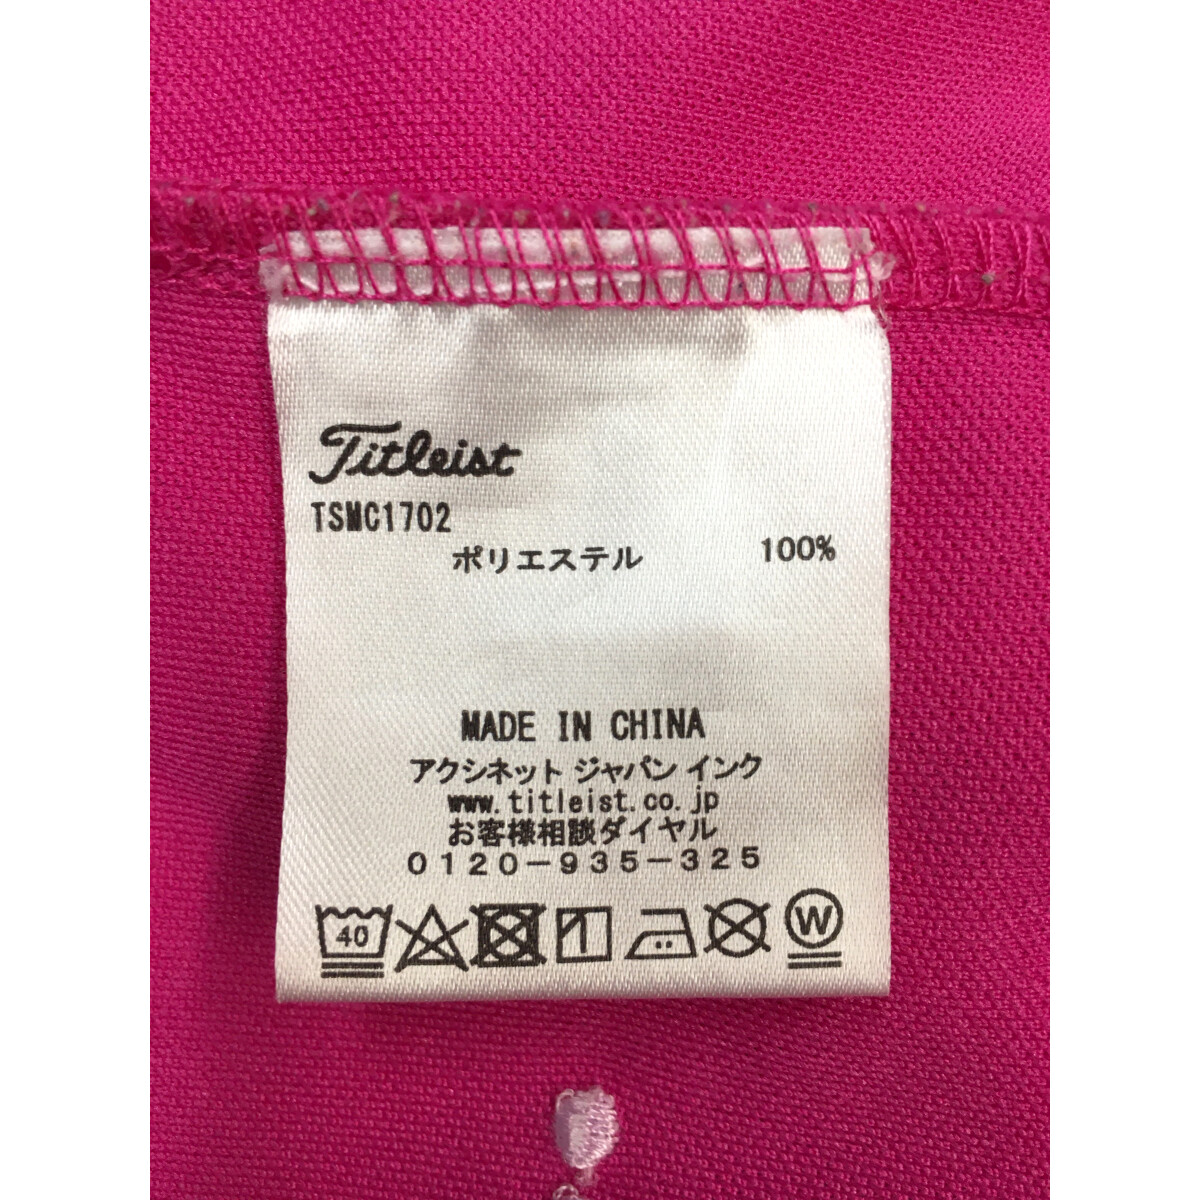 Titleist
TSMC1702
ポリエステル 100%
MADE IN CHINA
アクシネット ジャパン インク
www.titleist.co.jp
お客様相談ダイヤル
0120-935-325
40 W